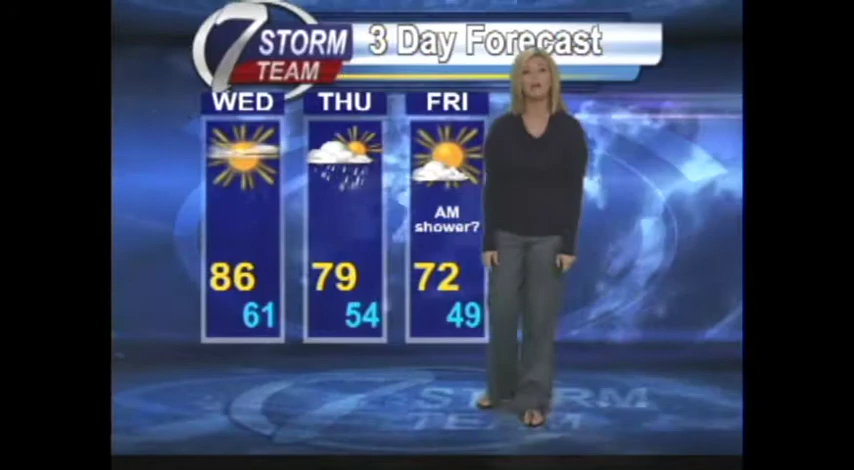 7 STORM TEAM
3 Day Forecast
WED THU FRI
AM
shower?
86 79 72
61 54 49
7 STORM
TEAM